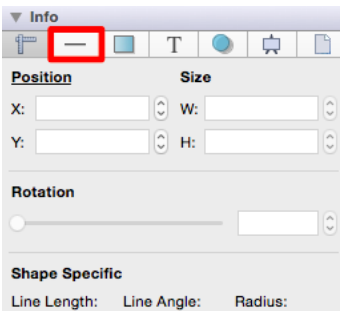 Info
T
Position Size
X: W:
Y: H:
Rotation
Shape Specific
Line Length: Line Angle: Radius: